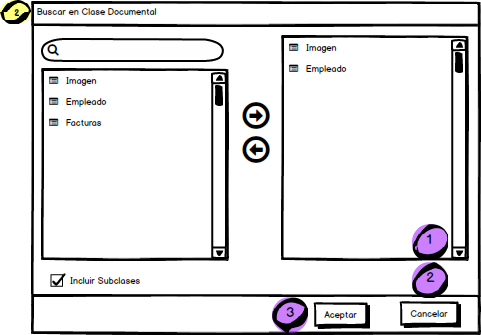 2
Buscar en Clase Documental
Imagen
Empleado
Facturas
Imagen
Empleado
1
2
Incluir Subclases
3
Aceptar
Cancelar